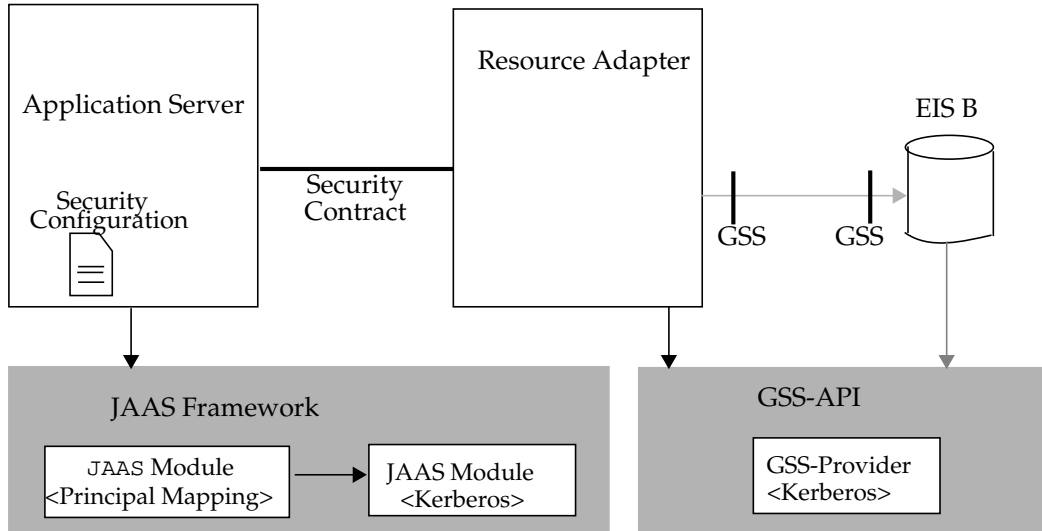 Application Server
Security
Configuration
Security
Contract
Resource Adapter
EIS B
GSS
GSS
JAAS Framework
JAAS Module
<Principal Mapping>
JAAS Module
<Kerberos>
GSS-API
GSS-Provider
<Kerberos>